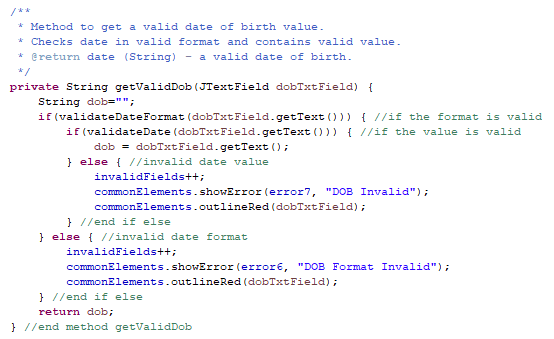 /**
 * Method to get a valid date of birth value.
 * Checks date in valid format and contains valid value.
 * @return date (String) - a valid date of birth.
 */
private String getValidDob(JTextField dobTxtField) {
    String dob="";
    if(validateDateFormat(dobTxtField.getText())) { //if the format is valid
        if(validateDate(dobTxtField.getText())) { //if the value is valid
            dob = dobTxtField.getText();
        } else { //invalid date value
            invalidFields++;
            commonElements.showError(error7, "DOB Invalid");
            commonElements.outlineRed(dobTxtField);
        } //end if else
    } else { //invalid date format
        invalidFields++;
        commonElements.showError(error6, "DOB Format Invalid");
        commonElements.outlineRed(dobTxtField);
    } //end if else
    return dob;
} //end method getValidDob